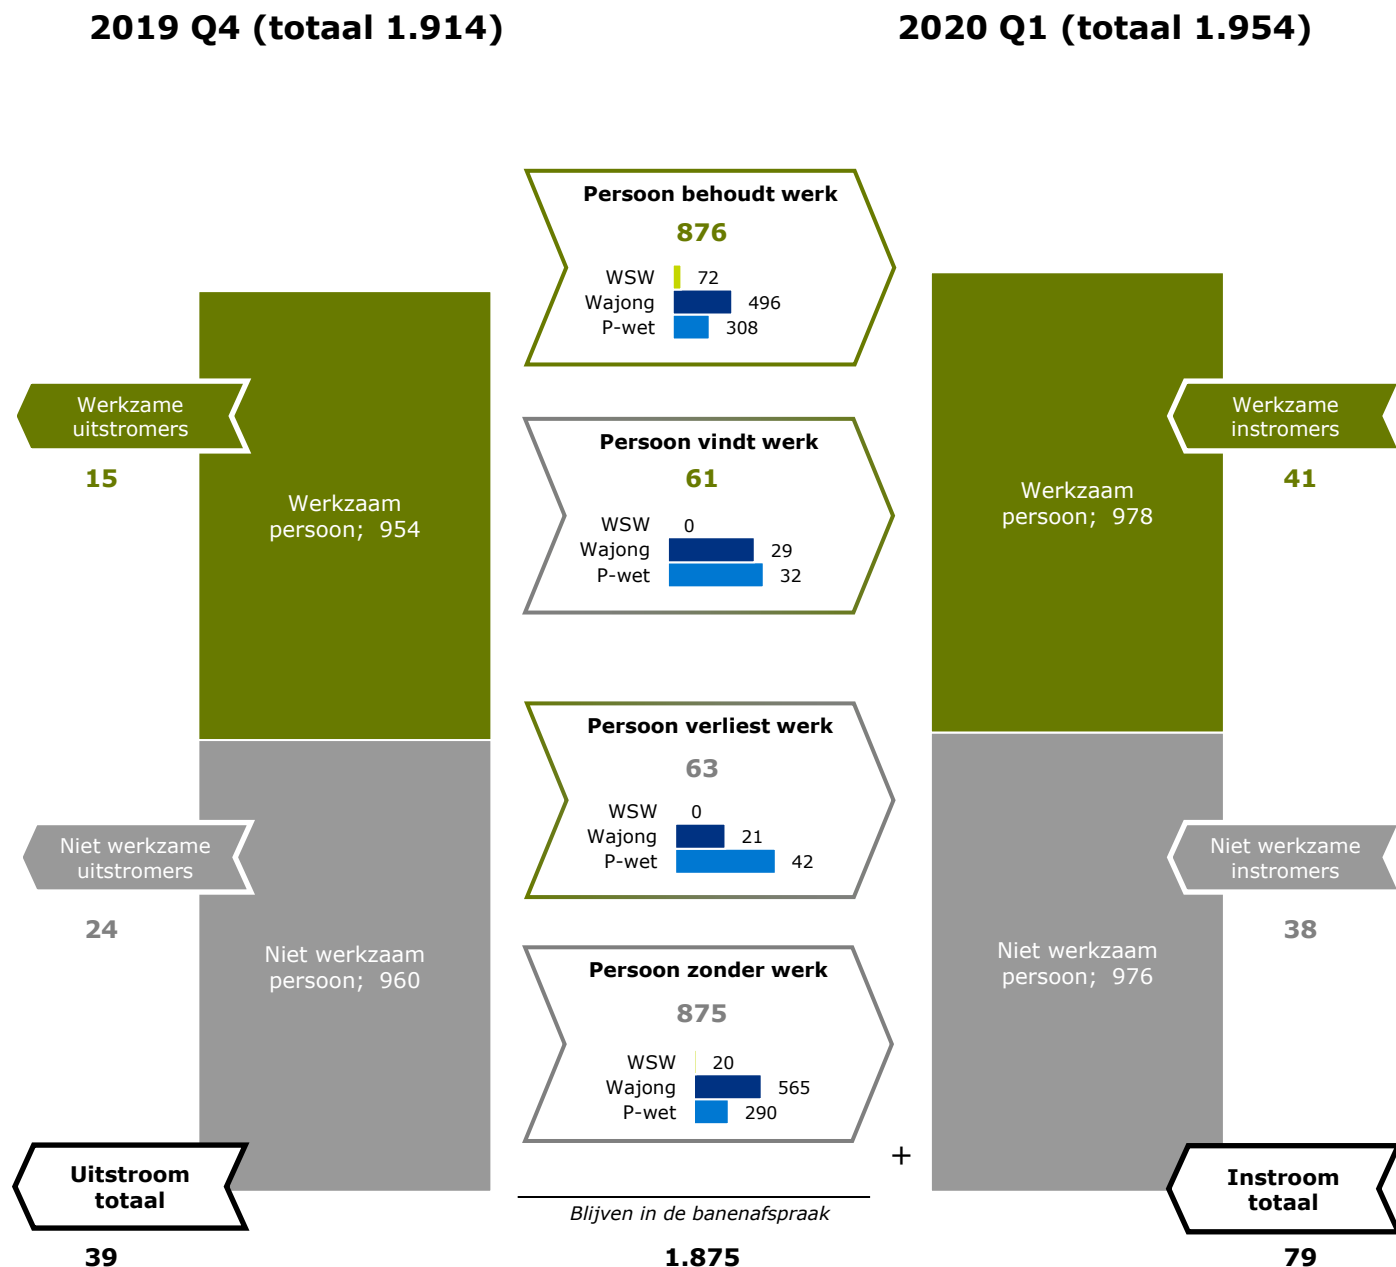 2019 Q4 (totaal 1.914)
2020 Q1 (totaal 1.954)
Persoon behoudt werk
876
WSW 72
Wajong 496
P-wet 308
Werkzame
uitstromers
15
Werkzaam
persoon; 954
Persoon vindt werk
61
WSW 0
Wajong 29
P-wet 32
Werkzaam
persoon; 978
Werkzame
instromers
41
Persoon verliest werk
63
WSW 0
Wajong 21
P-wet 42
Niet werkzame
uitstromers
24
Niet werkzaam
persoon; 960
Persoon zonder werk
875
WSW 20
Wajong 565
P-wet 290
Niet werkzaam
persoon; 976
Niet werkzame
instromers
38
+
Uitstroom
totaal
39
Blijven in de banenafspraak
1.875
Instroom
totaal
79